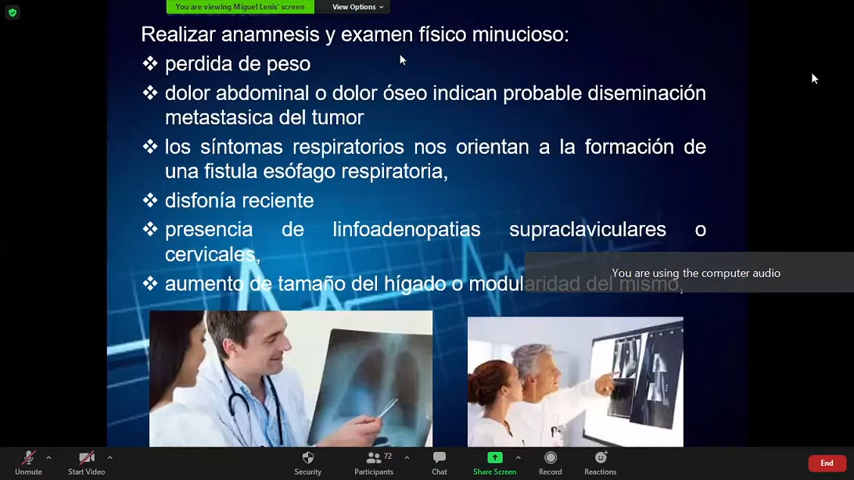 You are viewing Miguel Lenis' screen
View Options
Realizar anamnesis y examen físico minucioso:
❖ perdida de peso
❖ dolor abdominal o dolor óseo indican probable diseminación
metastasica del tumor
❖ los síntomas respiratorios nos orientan a la formación de
una fistula esófago respiratoria,
❖ disfonía reciente
❖ presencia de linfoadenopatias supraclaviculares o
cervicales,
❖ aumento de tamaño del hígado o modularidad del mismo,
You are using the computer audio
72
Unmute
Start Video
Security
Participants
Chat
Share Screen
Record
Reactions
End